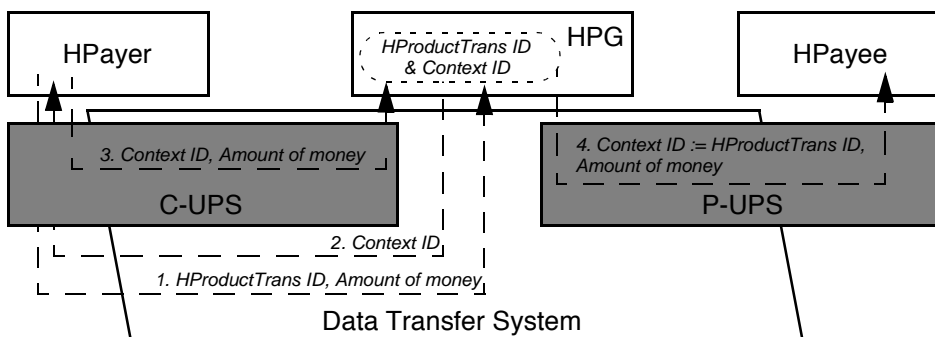 HPayer
HProductTrans ID
& Context ID
HPG
HPayee
3. Context ID, Amount of money
C-UPS
4. Context ID := HProductTrans ID,
Amount of money
P-UPS
2. Context ID
1. HProductTrans ID, Amount of money
Data Transfer System